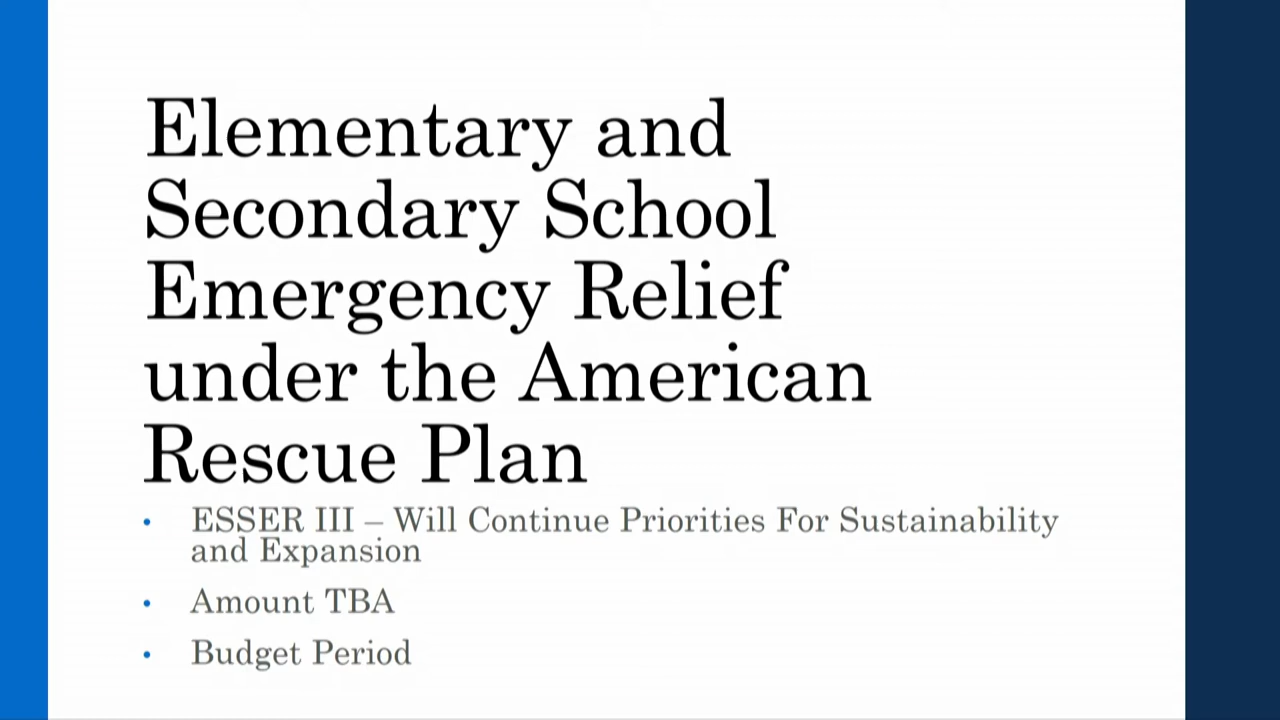 Elementary and
Secondary School
Emergency Relief
under the American
Rescue Plan
• ESSER III – Will Continue Priorities For Sustainability
and Expansion
• Amount TBA
• Budget Period